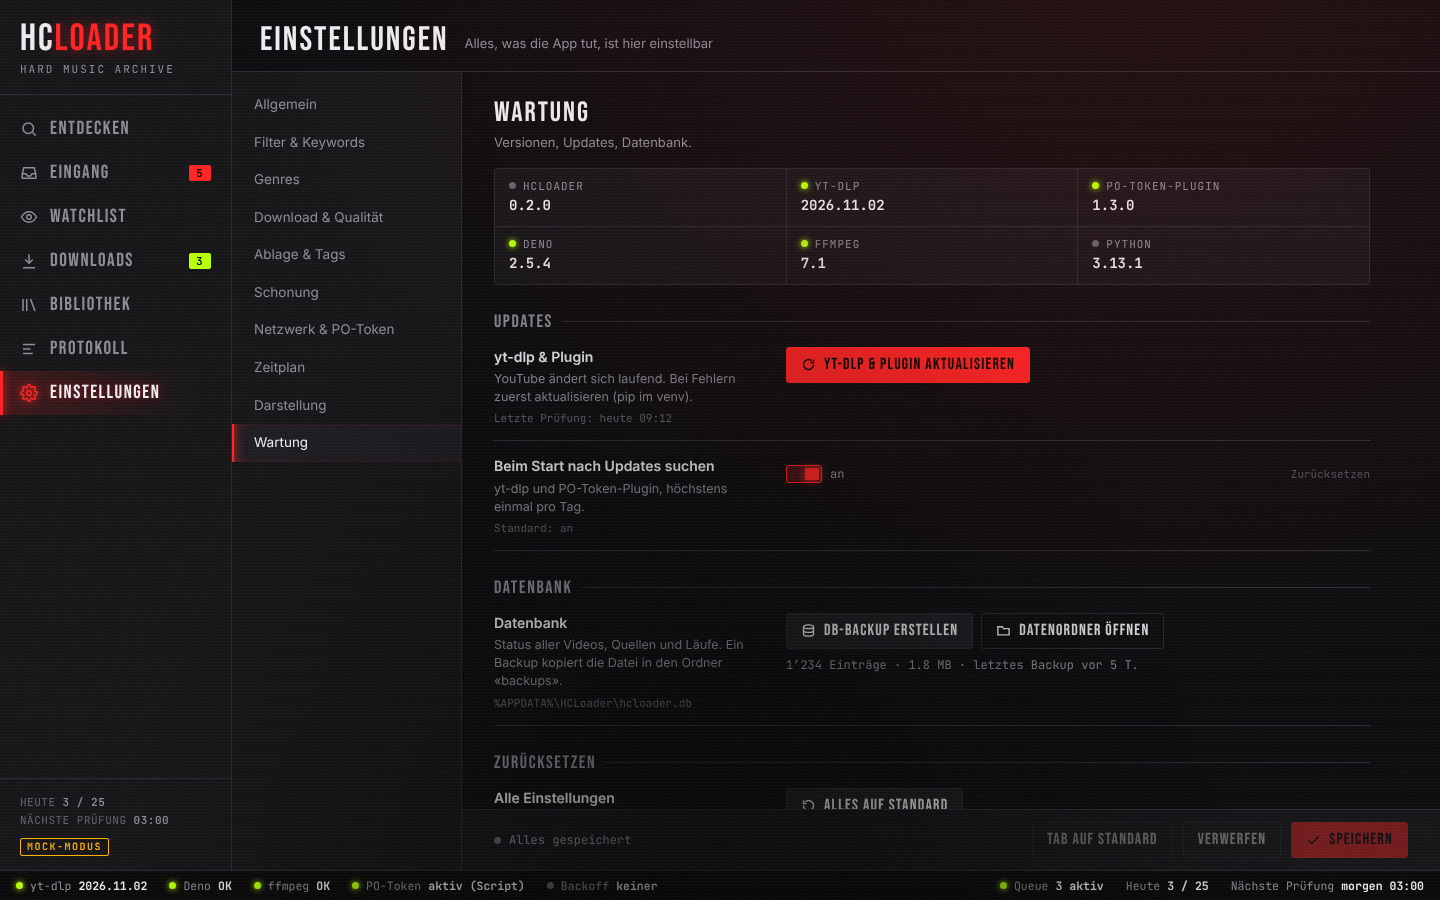 HCLOADER
HARD MUSIC ARCHIVE
ENTDECKEN
EINGANG 5
WATCHLIST
DOWNLOADS 3
BIBLIOTHEK
PROTOKOLL
EINSTELLUNGEN
HEUTE 3 / 25
NÄCHSTE PRÜFUNG 03:00
MOCK-MODUS
EINSTELLUNGEN Alles, was die App tut, ist hier einstellbar
Allgemein
Filter & Keywords
Genres
Download & Qualität
Ablage & Tags
Schonung
Netzwerk & PO-Token
Zeitplan
Darstellung
Wartung
WARTUNG
Versionen, Updates, Datenbank.
HCLOADER
0.2.0
YT-DLP
2026.11.02
PO-TOKEN-PLUGIN
1.3.0
DENO
2.5.4
FFMPEG
7.1
PYTHON
3.13.1
UPDATES
yt-dlp & Plugin
YouTube ändert sich laufend. Bei Fehlern
zuerst aktualisieren (pip im venv).
Letzte Prüfung: heute 09:12
YT-DLP & PLUGIN AKTUALISIEREN
Beim Start nach Updates suchen
yt-dlp und PO-Token-Plugin, höchstens
einmal pro Tag.
Standard: an
an
Zurücksetzen
DATENBANK
Datenbank
Status aller Videos, Quellen und Läufe. Ein
Backup kopiert die Datei in den Ordner
«backups».
%APPDATA%\HCLoader\hcloader.db
DB-BACKUP ERSTELLEN
DATENORDNER ÖFFNEN
1’234 Einträge · 1.8 MB · letztes Backup vor 5 T.
ZURÜCKSETZEN
Alle Einstellungen
ALLES AUF STANDARD
Alles gespeichert
TAB AUF STANDARD
VERWERFEN
SPEICHERN
yt-dlp 2026.11.02 Deno OK ffmpeg OK PO-Token aktiv (Script) Backoff keiner Queue 3 aktiv Heute 3 / 25 Nächste Prüfung morgen 03:00